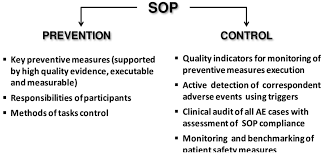 SOP
PREVENTION
▪ Key preventive measures (supported
by high quality evidence, executable
and measurable)
▪ Responsibilities of participants
▪ Methods of tasks control
CONTROL
▪ Quality indicators for monitoring of
preventive measures execution
▪ Active detection of correspondent
adverse events using triggers
▪ Clinical audit of all AE cases with
assessment of SOP compliance
▪ Monitoring and benchmarking of
patient safety measures